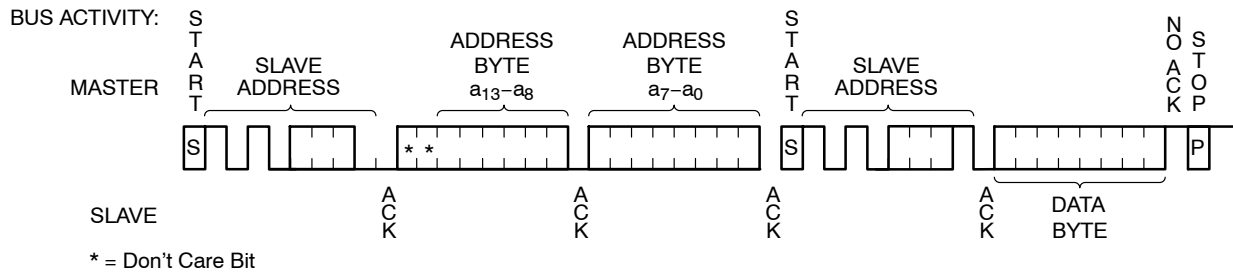 BUS ACTIVITY:
MASTER
START
SLAVE
ADDRESS
ADDRESS
BYTE
a13–a8
ADDRESS
BYTE
a7–a0
START
SLAVE
ADDRESS
NO ACK
STOP
S
* *
S
P
SLAVE
ACK
ACK
ACK
ACK
DATA
BYTE
* = Don't Care Bit